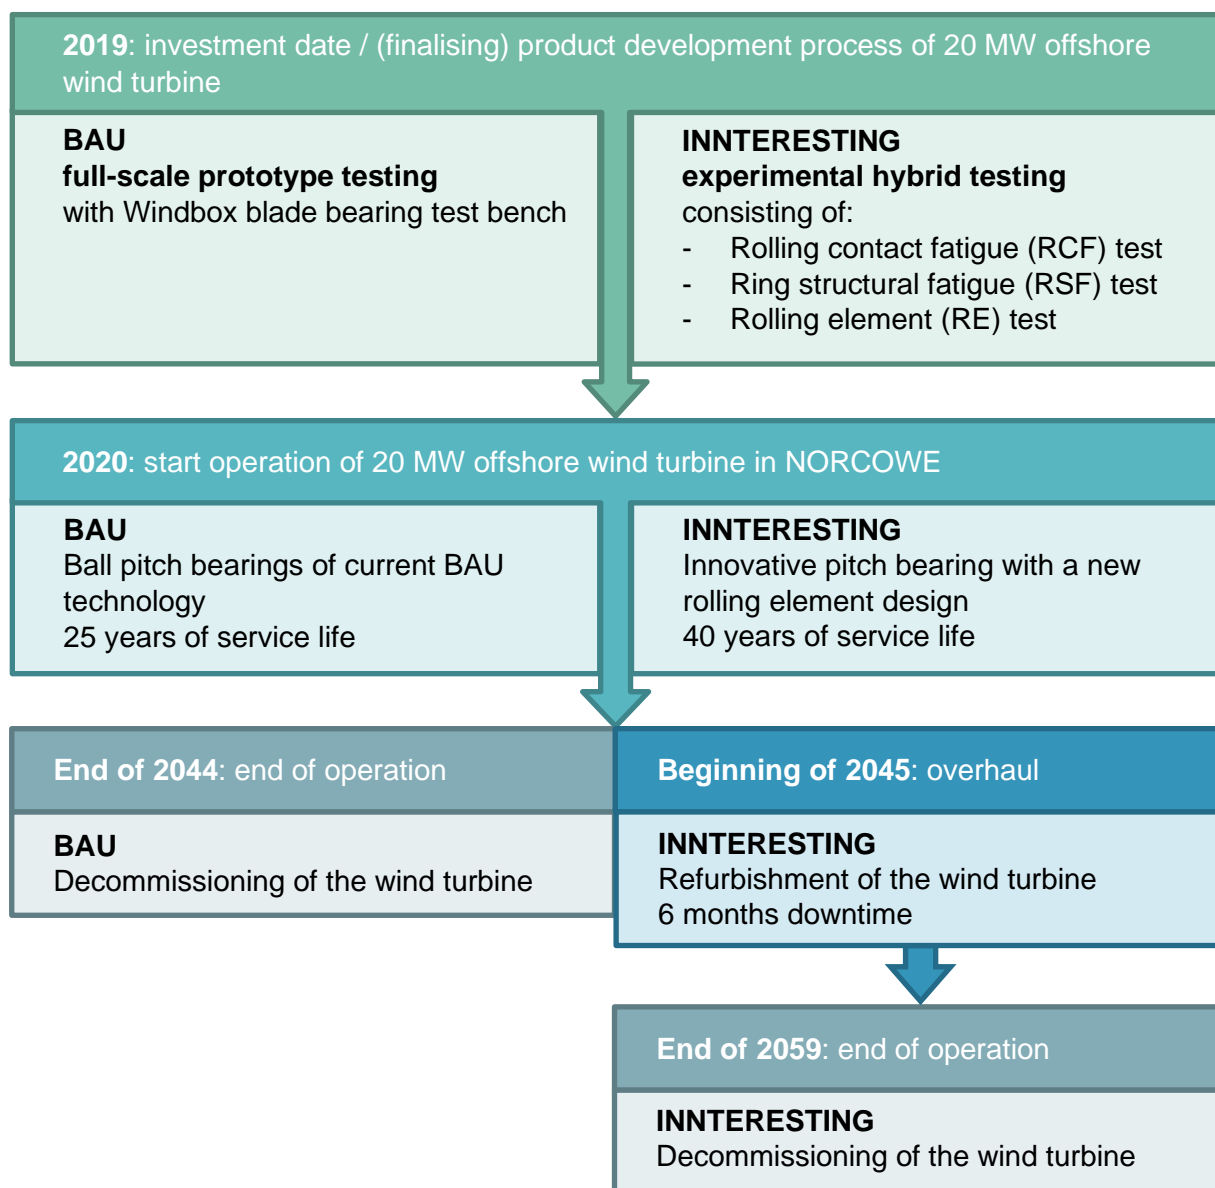 2019: investment date / (finalising) product development process of 20 MW offshore
wind turbine
BAU
full-scale prototype testing
with Windbox blade bearing test bench
INNTERESTING
experimental hybrid testing
consisting of:
- Rolling contact fatigue (RCF) test
- Ring structural fatigue (RSF) test
- Rolling element (RE) test
2020: start operation of 20 MW offshore wind turbine in NORCOWE
BAU
Ball pitch bearings of current BAU
technology
25 years of service life
INNTERESTING
Innovative pitch bearing with a new
rolling element design
40 years of service life
End of 2044: end of operation
BAU
Decommissioning of the wind turbine
Beginning of 2045: overhaul
INNTERESTING
Refurbishment of the wind turbine
6 months downtime
End of 2059: end of operation
INNTERESTING
Decommissioning of the wind turbine